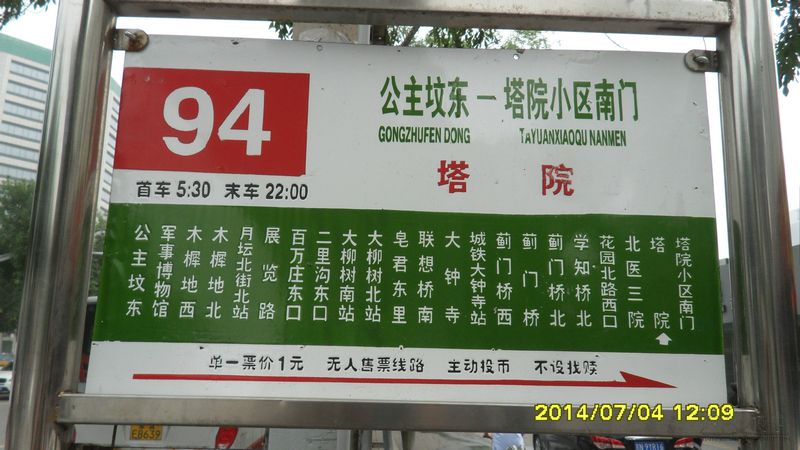 94
公主坟东 — 塔院小区南门
GONGZHUFEN DONG TAYUANXIAOQU NANMEN
塔 院
首车 5:30 末车 22:00
公主坟东
军事博物馆
木樨地西
木樨地北
月坛北街北站
展览路
百万庄东口
二里沟东口
大柳树南站
大柳树北站
皂君东里
联想桥南
大钟寺
城铁大钟寺站
蓟门桥西
蓟门桥
蓟门桥北
学知桥北
花园北路西口
北医三院
塔院
塔院小区南门
单一票价1元 无人售票线路 主动投币 不设找赎
EB639
2014/07/04 12:09